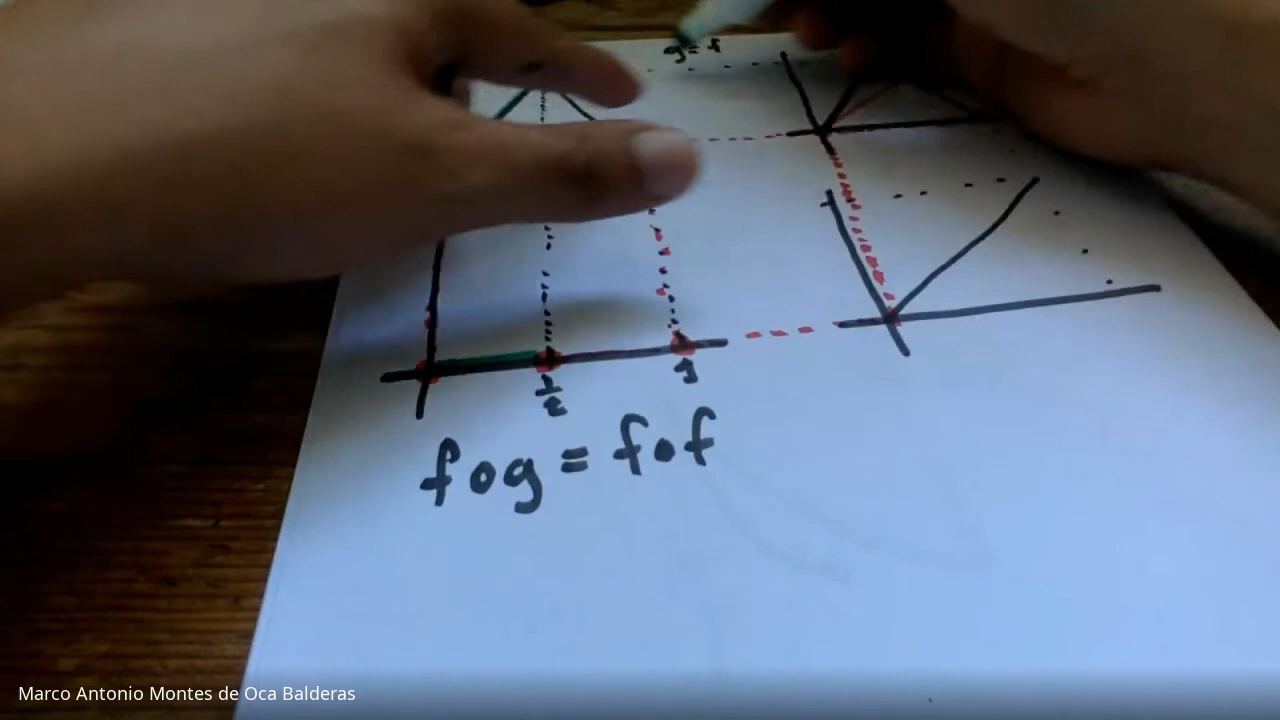 g = f
1/2
1
fog = fof
Marco Antonio Montes de Oca Balderas